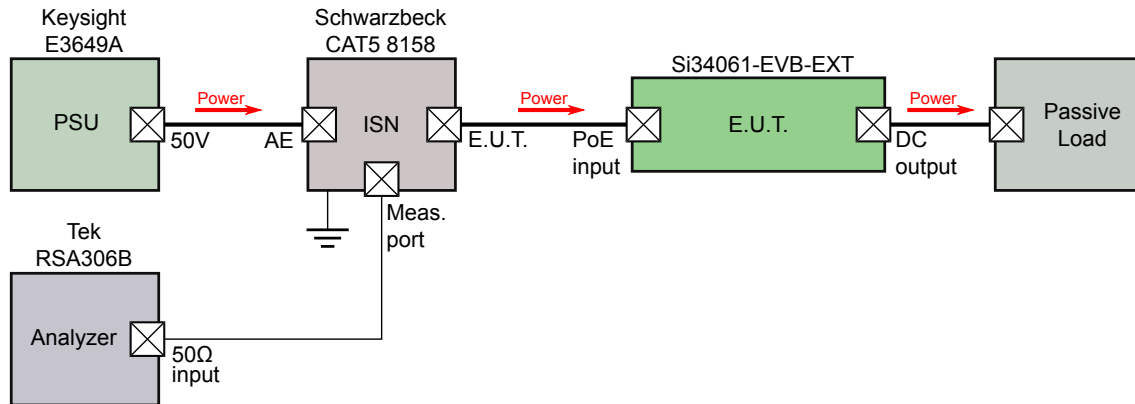 Keysight
E3649A
Schwarzbeck
CAT5 8158
Si34061-EVB-EXT
PSU
Power
50V
AE
ISN
Power
E.U.T.
PoE
input
E.U.T.
Power
DC
output
Passive
Load
Meas.
port
Tek
RSA306B
Analyzer
50Ω
input